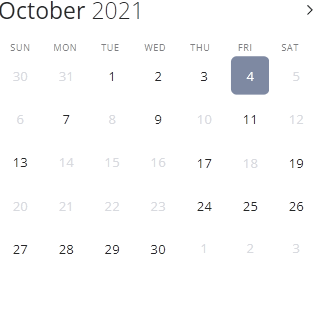 October 2021
SUN MON TUE WED THU FRI SAT
30 31 1 2 3 4 5
6 7 8 9 10 11 12
13 14 15 16 17 18 19
20 21 22 23 24 25 26
27 28 29 30 1 2 3